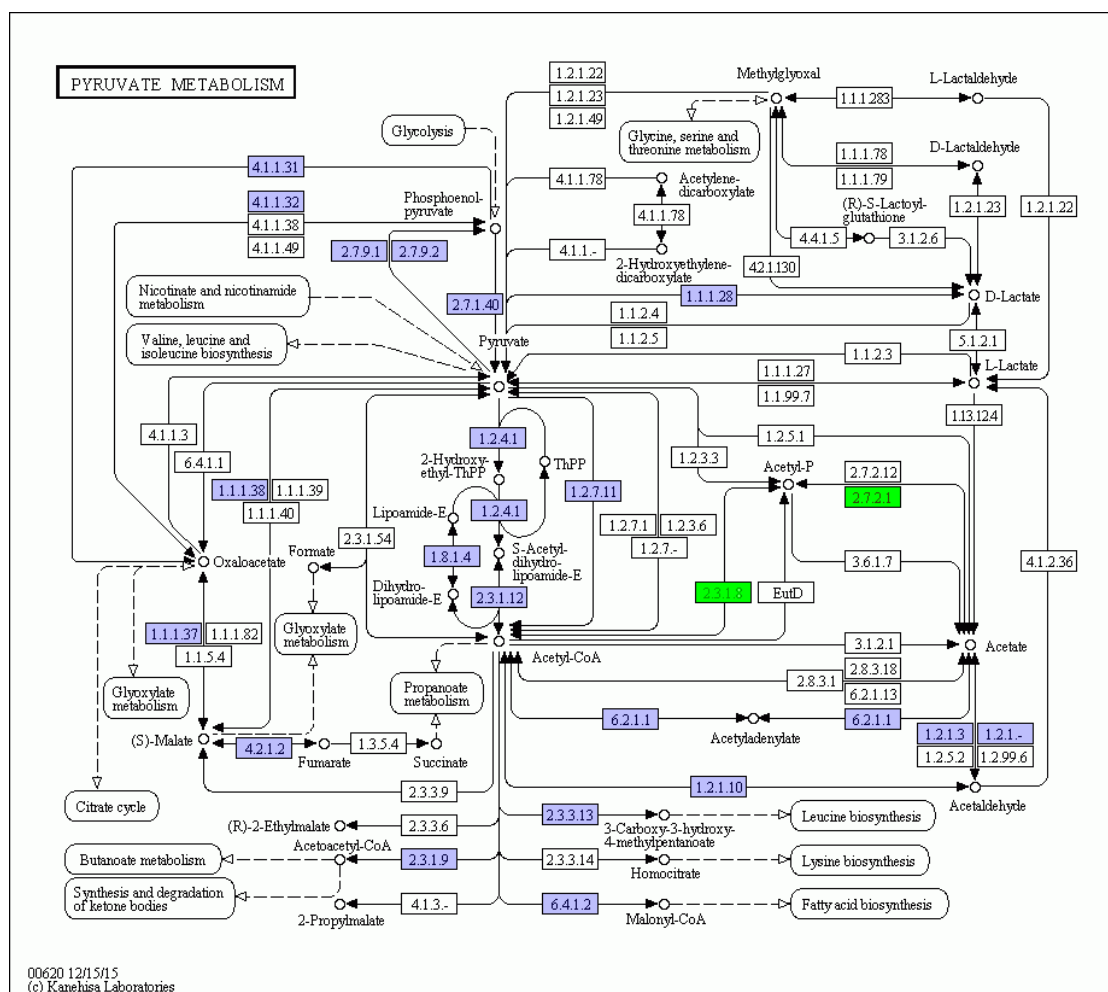 PYRUVATE METABOLISM
1.2.1.22
1.2.1.23
1.2.1.49
Methylglyoxal
1.1.1.283
L-Lactaldehyde
Glycolysis
Glycine, serine and
threonine metabolism
D-Lactaldehyde
4.1.1.31
4.1.1.78
Acetylene-
dicarboxylate
1.1.1.78
1.1.1.79
4.1.1.32
4.1.1.38
4.1.1.49
Phosphoenol-
pyruvate
4.1.1.78
(R)-S-Lactoyl-
glutathione
1.2.1.23
1.2.1.22
2.7.9.1
2.7.9.2
4.1.1.-
4.4.1.5
3.1.2.6
2-Hydroxyethylene-
dicarboxylate
4.2.1.130
Nicotinate and nicotinamide
metabolism
2.7.1.40
1.1.1.28
D-Lactate
1.1.2.4
1.1.2.5
Valine, leucine and
isoleucine biosynthesis
Pyruvate
5.1.2.1
1.1.2.3
L-Lactate
1.1.1.27
1.1.99.7
1.13.12.4
4.1.1.3
1.2.4.1
1.2.5.1
6.4.1.1
2-Hydroxy-
ethyl-ThPP
ThPP
1.2.3.3
Acetyl-P
2.7.2.12
2.7.2.1
1.1.1.38
1.1.1.39
1.1.1.40
1.2.7.11
Lipoamide-E
1.2.4.1
1.2.7.1
1.2.3.6
1.2.7.-
2.3.1.54
Formate
1.8.1.4
S-Acetyl-
dihydro-
lipoamide-E
Oxaloacetate
3.6.1.7
4.1.2.36
Dihydro-
lipoamide-E
2.3.1.12
2.3.1.8
EutD
1.1.1.37
1.1.1.82
1.1.5.4
Glyoxylate
metabolism
Acetyl-CoA
3.1.2.1
Acetate
2.8.3.1
2.8.3.18
6.2.1.13
Glyoxylate
metabolism
Propanoate
metabolism
6.2.1.1
6.2.1.1
Acetyladenylate
(S)-Malate
4.2.1.2
Fumarate
1.3.5.4
Succinate
1.2.1.3
1.2.1.-
1.2.5.2
1.2.99.6
2.3.3.9
1.2.1.10
Acetaldehyde
Citrate cycle
(R)-2-Ethylmalate
2.3.3.6
2.3.3.13
3-Carboxy-3-hydroxy-
4-methylpentanoate
Leucine biosynthesis
Butanoate metabolism
Acetoacetyl-CoA
2.3.1.9
2.3.3.14
Homocitrate
Lysine biosynthesis
Synthesis and degradation
of ketone bodies
4.1.3.-
2-Propylmalate
6.4.1.2
Malonyl-CoA
Fatty acid biosynthesis
00620 12/15/15
(c) Kanehisa Laboratories